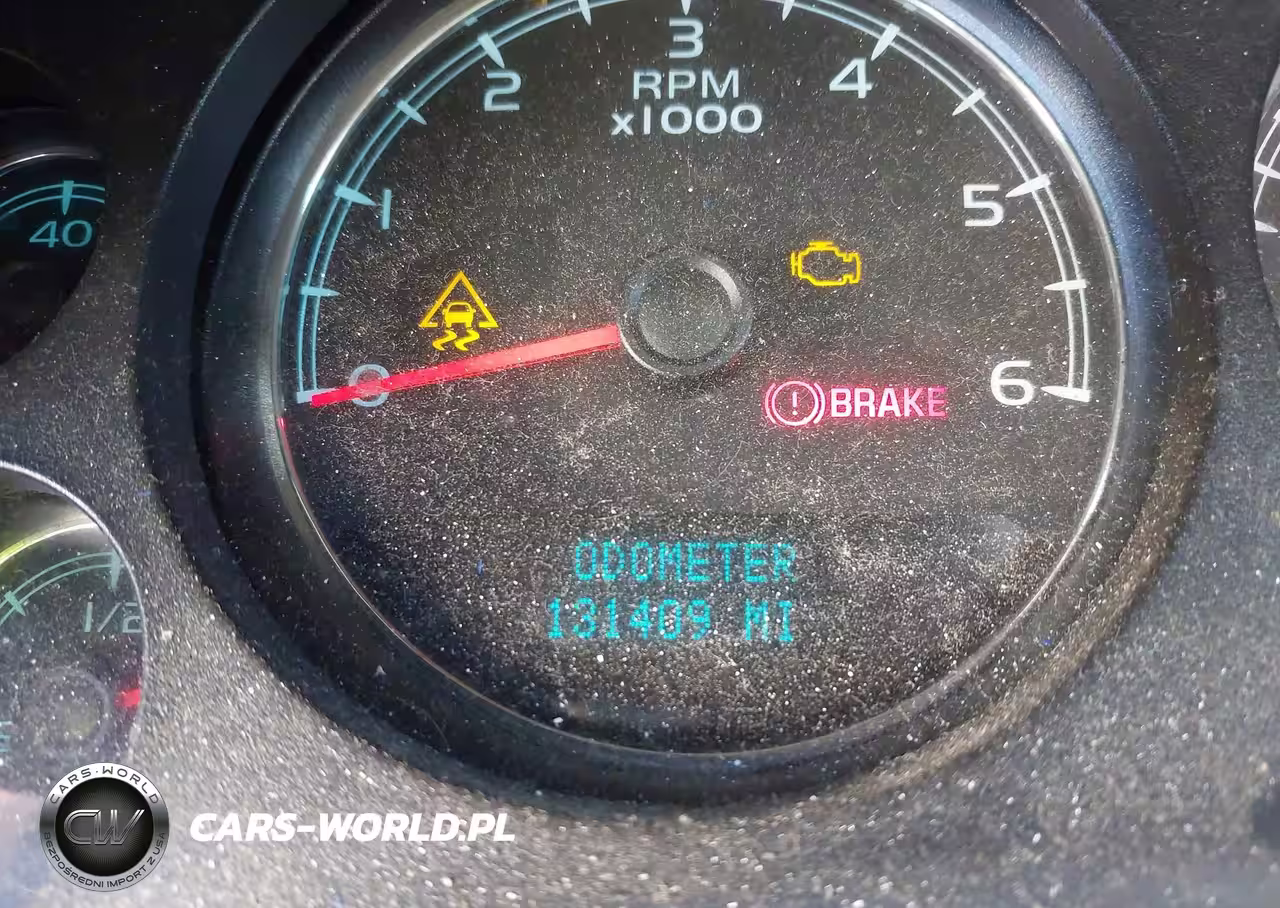 3
2
4
RPM
x1000
1
5
40
0
6
BRAKE
ODOMETER
131409 MI
1/2
CARS-WORLD
CW
BEZPOŚREDNI IMPORT Z USA
CARS-WORLD.PL